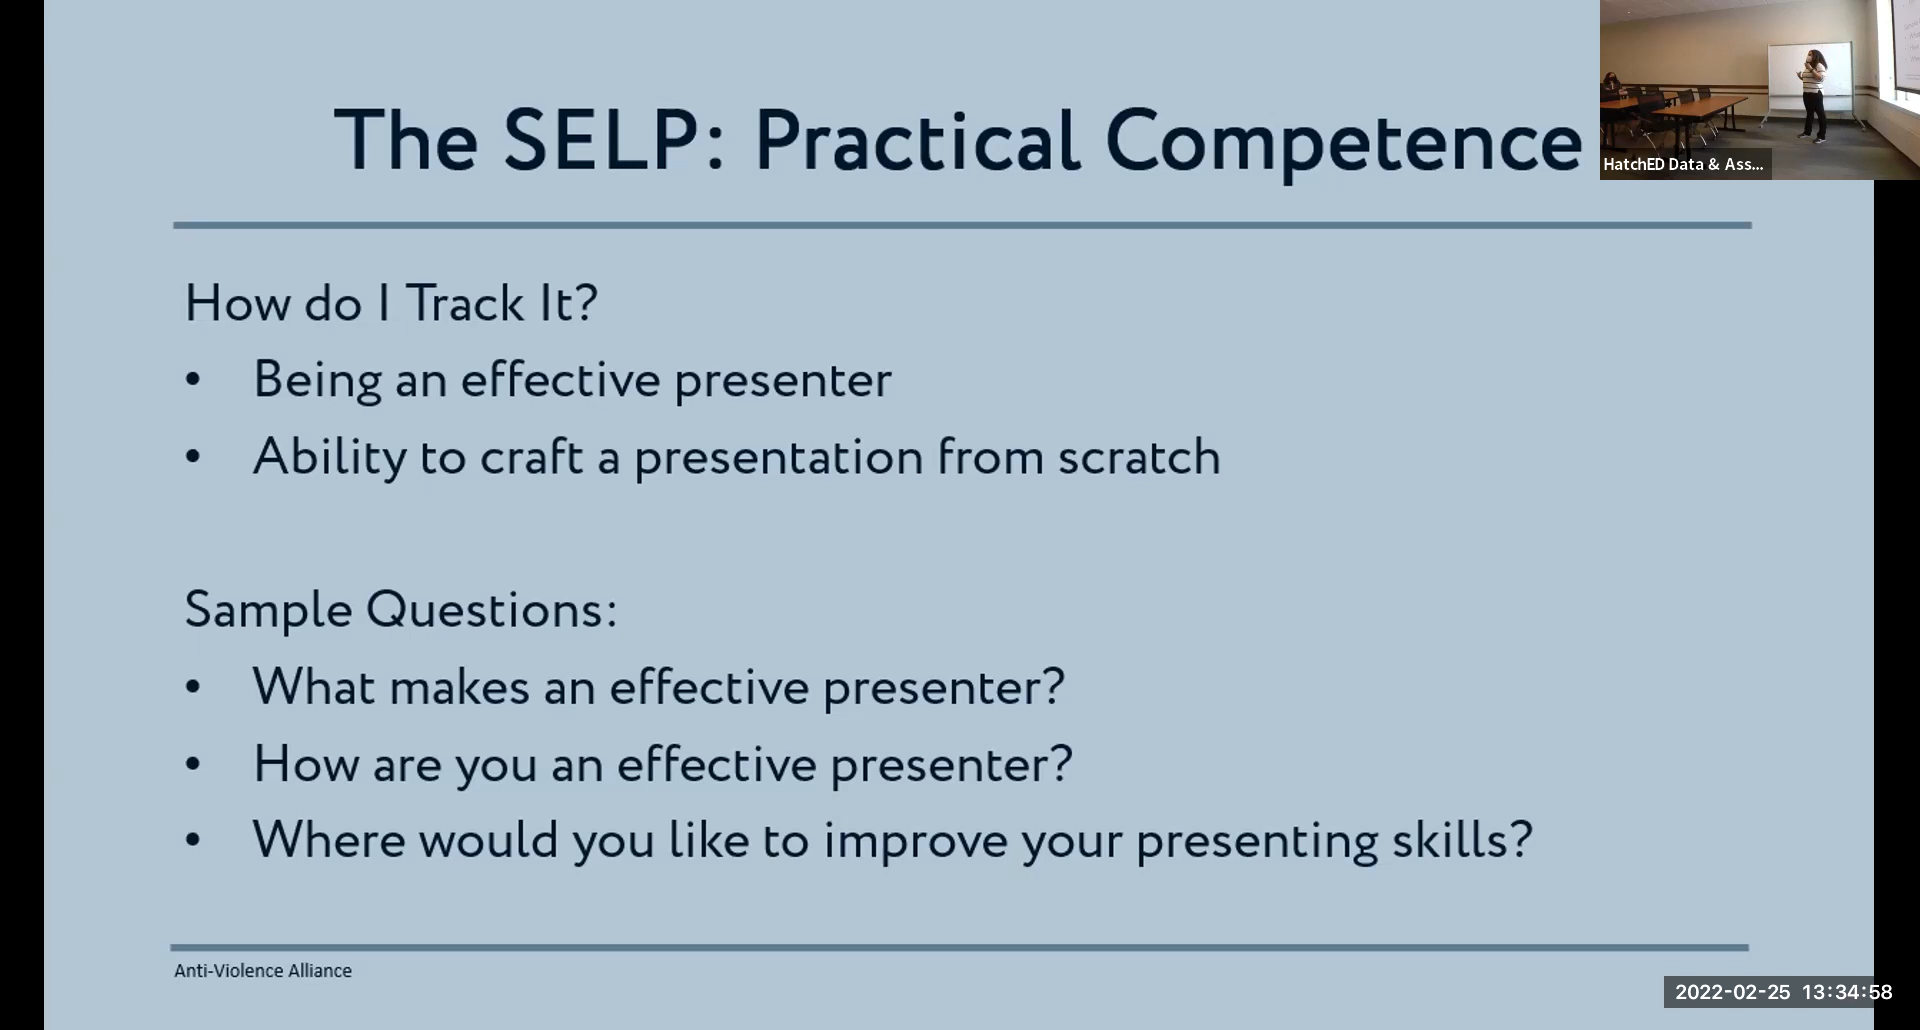 The SELP: Practical Competence
HatchED Data & Ass...
How do I Track It?
• Being an effective presenter
• Ability to craft a presentation from scratch
Sample Questions:
• What makes an effective presenter?
• How are you an effective presenter?
• Where would you like to improve your presenting skills?
Anti-Violence Alliance
2022-02-25 13:34:58